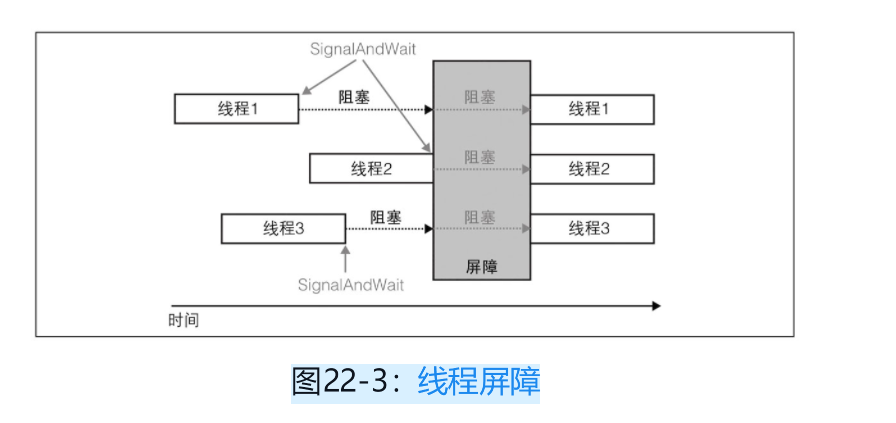 SignalAndWait
线程1
阻塞
阻塞
线程1
线程2
阻塞
线程2
线程3
阻塞
阻塞
线程3
屏障
SignalAndWait
时间
图22-3：线程屏障